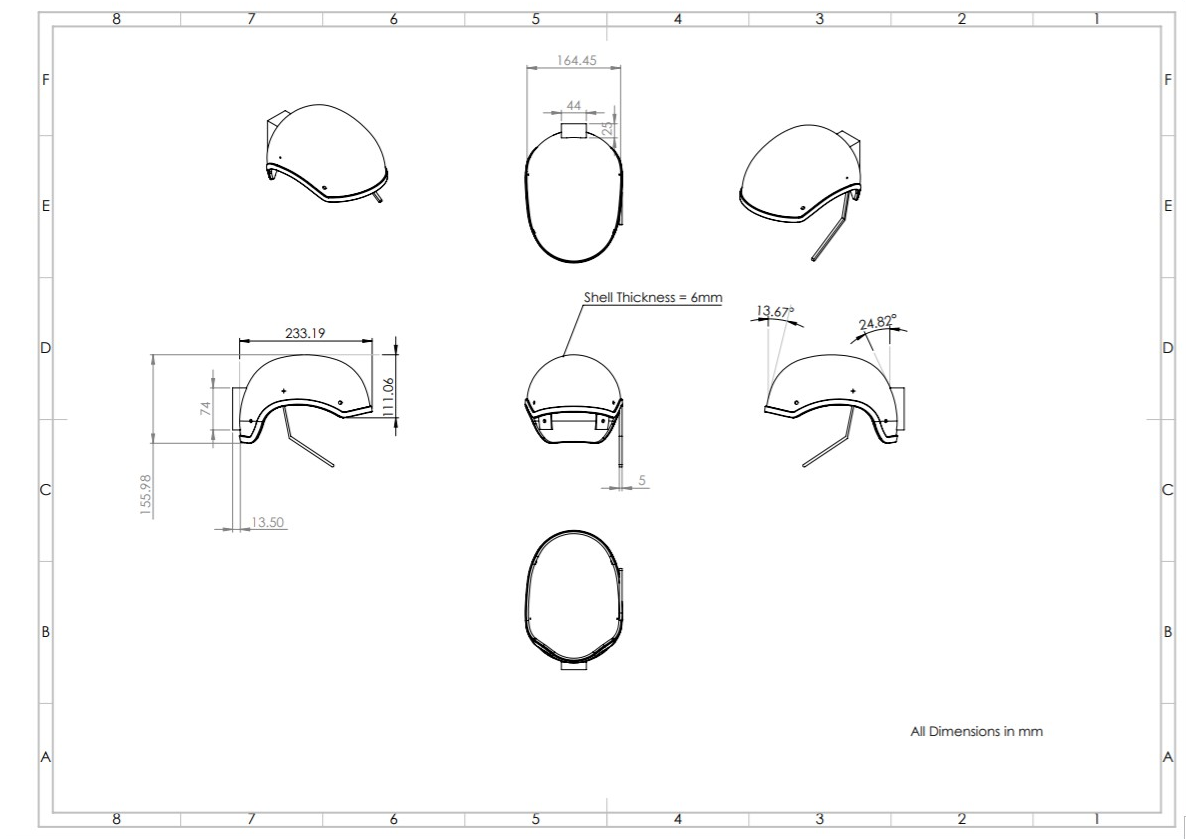 8 7 6 5 4 3 2 1
164.45
F F
44
25
E E
Shell Thickness = 6mm
13.67°
24.82°
233.19
D D
111.06
74
5
C C
155.98
13.50
B B
All Dimensions in mm
A A
8 7 6 5 4 3 2 1